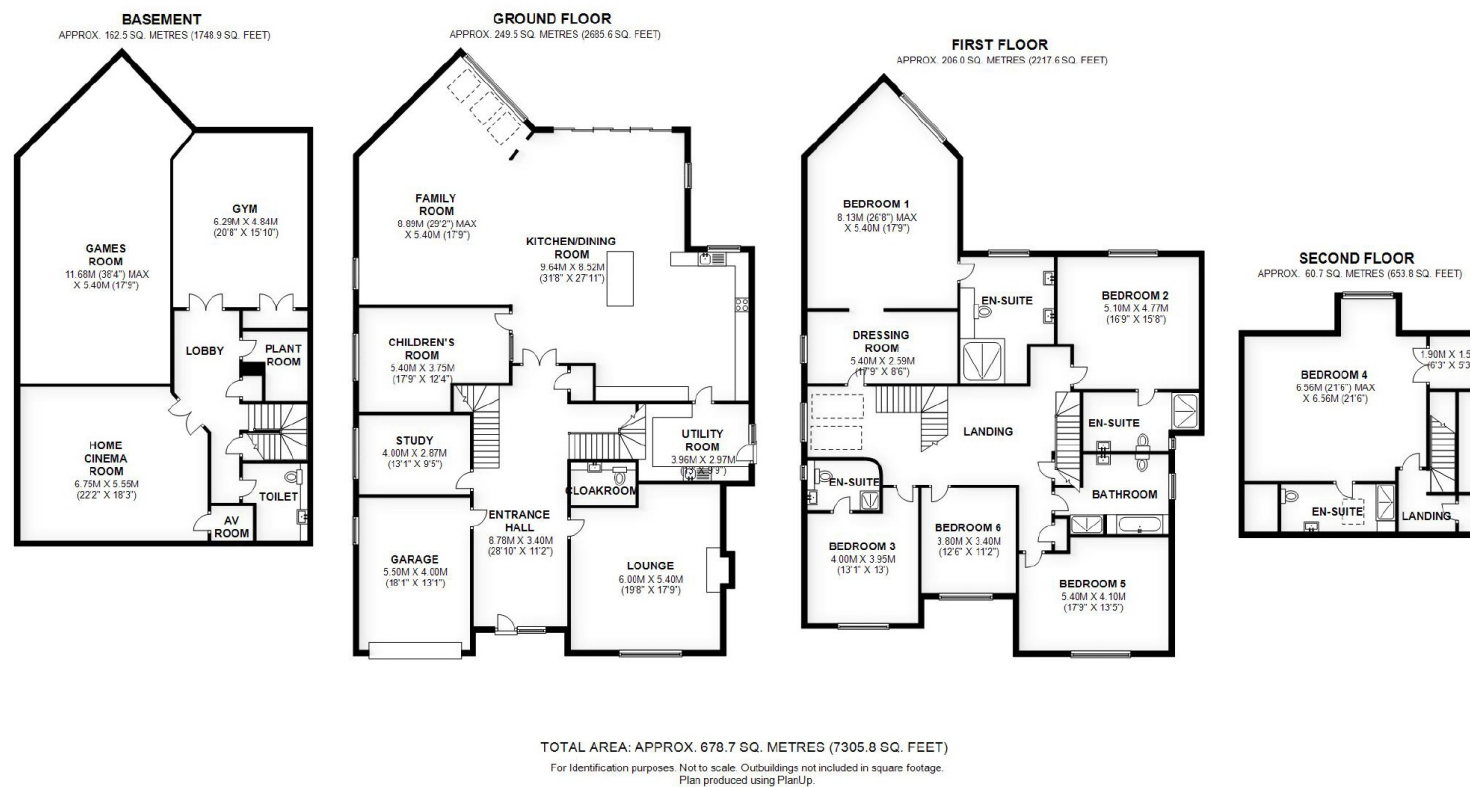 BASEMENT
APPROX. 162.5 SQ. METRES (1748.9 SQ. FEET)
GAMES
ROOM
11.68M (38'4") MAX
X 5.40M (17'9")
GYM
6.29M X 4.84M
(20'8" X 15'10")
LOBBY
PLANT
ROOM
HOME
CINEMA
ROOM
6.75M X 5.55M
(22'2" X 18'3")
TOILET
AV
ROOM
GROUND FLOOR
APPROX. 249.5 SQ. METRES (2685.6 SQ. FEET)
FAMILY
ROOM
8.89M (29'2") MAX
X 5.40M (17'9")
KITCHEN/DINING
ROOM
9.64M X 8.52M
(31'8" X 27'11")
CHILDREN'S
ROOM
5.40M X 3.75M
(17'9" X 12'4")
STUDY
4.00M X 2.87M
(13'1" X 9'5")
UTILITY
ROOM
3.96M X 2.97M
CLOAKROOM
ENTRANCE
HALL
8.78M X 3.40M
(28'10" X 11'2")
GARAGE
5.50M X 4.00M
(18'1" X 13'1")
LOUNGE
6.00M X 5.40M
(19'8" X 17'9")
FIRST FLOOR
APPROX. 206.0 SQ. METRES (2217.6 SQ. FEET)
BEDROOM 1
8.13M (26'8") MAX
X 5.40M (17'9")
EN-SUITE
BEDROOM 2
5.10M X 4.77M
(16'9" X 15'8")
DRESSING
ROOM
5.40M X 2.59M
(17'9" X 8'6")
LANDING
EN-SUITE
EN-SUITE
BATHROOM
BEDROOM 3
4.00M X 3.95M
(13'1" X 13')
BEDROOM 6
3.80M X 3.40M
(12'6" X 11'2")
BEDROOM 5
5.40M X 4.10M
(17'9" X 13'5")
SECOND FLOOR
APPROX. 60.7 SQ. METRES (653.8 SQ. FEET)
BEDROOM 4
6.56M (21'6") MAX
X 6.56M (21'6")
1.90M X 1.5
(6'3" X 5'3
EN-SUITE
LANDING
TOTAL AREA: APPROX. 678.7 SQ. METRES (7305.8 SQ. FEET)
For Identification purposes. Not to scale. Outbuildings not included in square footage.
Plan produced using PlanUp.